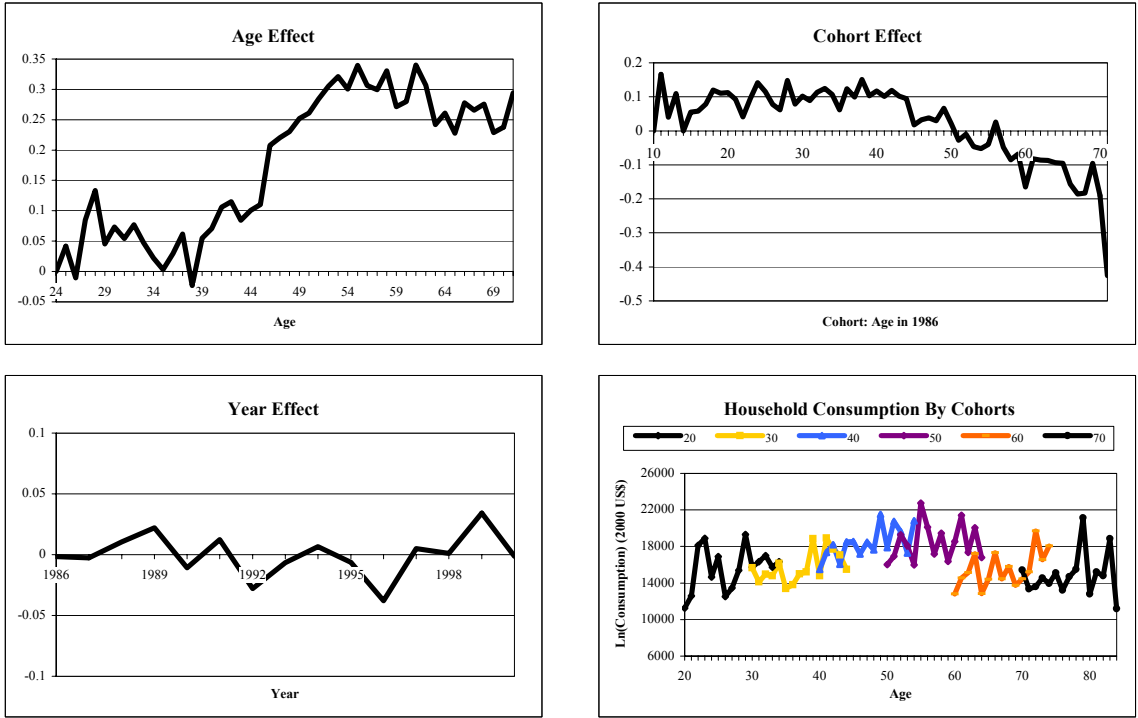 Age Effect
0.35
0.3
0.25
0.2
0.15
0.1
0.05
0
-0.05
24 29 34 39 44 49 54 59 64 69
Age
Cohort Effect
0.2
0.1
0
-0.1
-0.2
-0.3
-0.4
-0.5
10 20 30 40 50 60 70
Cohort: Age in 1986
Year Effect
0.1
0.05
0
-0.05
-0.1
1986 1989 1992 1995 1998
Year
Household Consumption By Cohorts
20 30 40 50 60 70
Ln(Consumption) (2000 US$)
26000
22000
18000
14000
10000
6000
20 30 40 50 60 70 80
Age